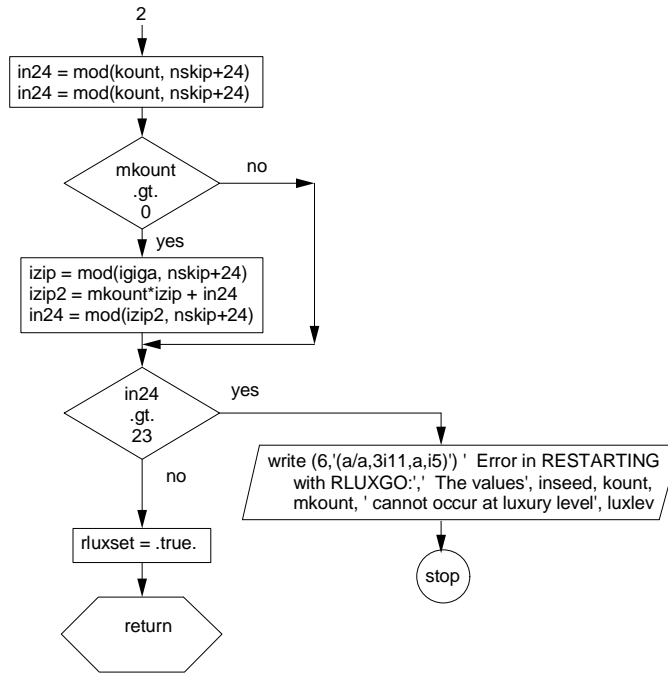 2
in24 = mod(kount, nskip+24)
in24 = mod(kount, nskip+24)
mkount
.gt.
0
no
yes
izip = mod(igiga, nskip+24)
izip2 = mkount*izip + in24
in24 = mod(izip2, nskip+24)
in24
.gt.
23
yes
no
write (6,'(a/a,3i11,a,i5)') '  Error in RESTARTING
with RLUXGO:','  The values', inseed, kount,
mkount, ' cannot occur at luxury level', luxlev
rluxset = .true.
stop
return